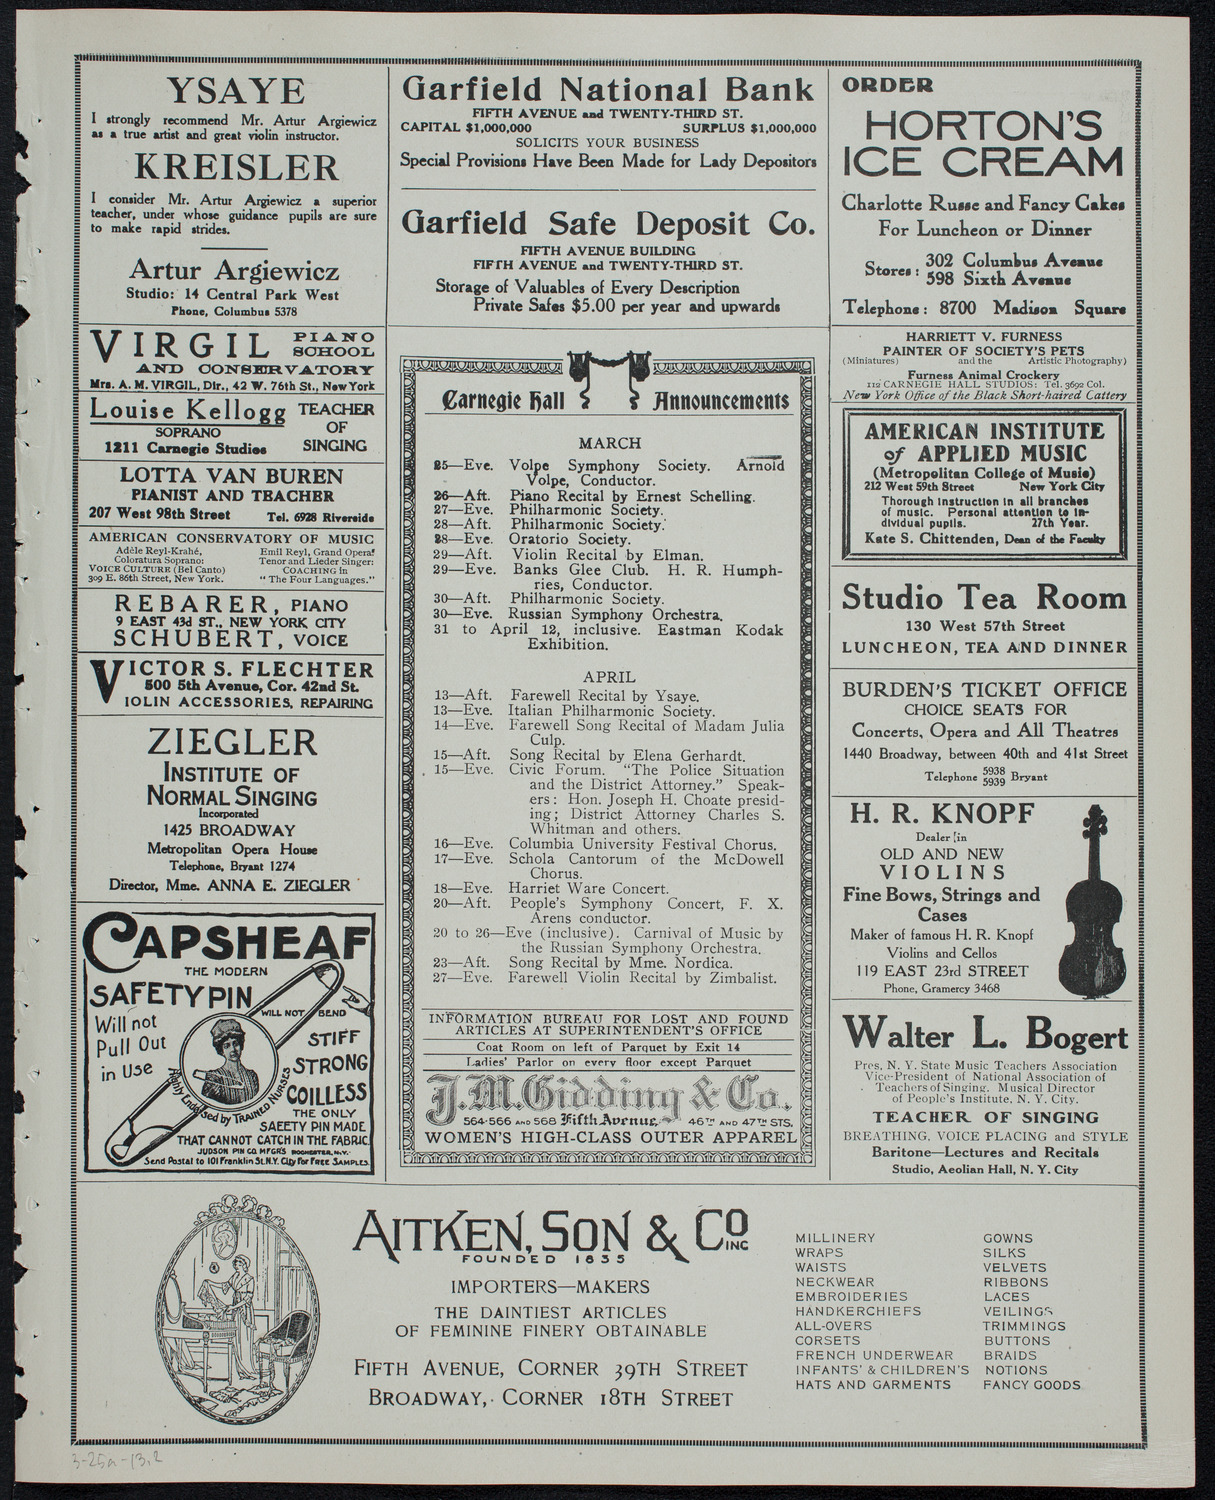 YSAYE
I strongly recommend Mr. Artur Argiewicz
as a true artist and great violin instructor.
KREISLER
I consider Mr. Artur Argiewicz a superior
teacher, under whose guidance pupils are sure
to make rapid strides.
Artur Argiewicz
Studio: 14 Central Park West
Phone, Columbus 5378
VIRGIL PIANO
SCHOOL
AND CONSERVATORY
Mrs. A. M. VIRGIL, Dir., 42 W. 76th St., New York
Louise Kellogg TEACHER
SOPRANO OF
1211 Carnegie Studios SINGING
LOTTA VAN BUREN
PIANIST AND TEACHER
207 West 98th Street Tel. 6928 Riverside
AMERICAN CONSERVATORY OF MUSIC
Adèle Reyl-Krahé, Emil Reyl, Grand Opera
Coloratura Soprano: Tenor and Lieder Singer:
VOICE CULTURE (Bel Canto) COACHING in
309 E. 86th Street, New York. "The Four Languages."
REBARER, PIANO
9 EAST 43d ST., NEW YORK CITY
SCHUBERT, VOICE
VICTOR S. FLECHTER
500 5th Avenue, Cor. 42nd St.
VIOLIN ACCESSORIES, REPAIRING
ZIEGLER
INSTITUTE OF
NORMAL SINGING
Incorporated
1425 BROADWAY
Metropolitan Opera House
Telephone, Bryant 1274
Director, Mme. ANNA E. ZIEGLER
CAPSHEAF
THE MODERN
SAFETY PIN
WILL NOT BEND
Will not
Pull Out
in Use
STIFF
STRONG
COILLESS
Highly Endorsed by TRAINED NURSES
THE ONLY
SAFETY PIN MADE
THAT CANNOT CATCH IN THE FABRIC.
JUDSON PIN CO. MFGRS ROCHESTER, N.Y.
Send Postal to 101 Franklin St. N.Y. City for FREE SAMPLES.
Garfield National Bank
FIFTH AVENUE and TWENTY-THIRD ST.
CAPITAL $1,000,000 SURPLUS $1,000,000
SOLICITS YOUR BUSINESS
Special Provisions Have Been Made for Lady Depositors
Garfield Safe Deposit Co.
FIFTH AVENUE BUILDING
FIFTH AVENUE and TWENTY-THIRD ST.
Storage of Valuables of Every Description
Private Safes $5.00 per year and upwards
Carnegie Hall Announcements
MARCH
25—Eve. Volpe Symphony Society. Arnold
Volpe, Conductor.
26—Aft. Piano Recital by Ernest Schelling.
27—Eve. Philharmonic Society.
28—Aft. Philharmonic Society.
28—Eve. Oratorio Society.
29—Aft. Violin Recital by Elman.
29—Eve. Banks Glee Club. H. R. Humph-
ries, Conductor.
30—Aft. Philharmonic Society.
30—Eve. Russian Symphony Orchestra.
31 to April 12, inclusive. Eastman Kodak
Exhibition.
APRIL
13—Aft. Farewell Recital by Ysaye.
13—Eve. Italian Philharmonic Society.
14—Eve. Farewell Song Recital of Madam Julia
Culp.
15—Aft. Song Recital by Elena Gerhardt.
15—Eve. Civic Forum. "The Police Situation
and the District Attorney." Speak-
ers: Hon. Joseph H. Choate presid-
ing; District Attorney Charles S.
Whitman and others.
16—Eve. Columbia University Festival Chorus.
17—Eve. Schola Cantorum of the McDowell
Chorus.
18—Eve. Harriet Ware Concert.
20—Aft. People's Symphony Concert, F. X.
Arens conductor.
20 to 26—Eve (inclusive). Carnival of Music by
the Russian Symphony Orchestra.
23—Aft. Song Recital by Mme. Nordica.
27—Eve. Farewell Violin Recital by Zimbalist.
INFORMATION BUREAU FOR LOST AND FOUND
ARTICLES AT SUPERINTENDENT'S OFFICE
Coat Room on left of Parquet by Exit 14
Ladies' Parlor on every floor except Parquet
J.M. Gidding & Co.
564-566 AND 568 Fifth Avenue, 46TH AND 47TH STS.
WOMEN'S HIGH-CLASS OUTER APPAREL
ORDER
HORTON'S
ICE CREAM
Charlotte Russe and Fancy Cakes
For Luncheon or Dinner
Stores: 302 Columbus Avenue
598 Sixth Avenue
Telephone: 8700 Madison Square
HARRIETT V. FURNESS
PAINTER OF SOCIETY'S PETS
(Miniatures) and the Artistic Photography)
Furness Animal Crockery
112 CARNEGIE HALL STUDIOS: Tel. 3692 Col.
New York Office of the Black Short-haired Cattery
AMERICAN INSTITUTE
of APPLIED MUSIC
(Metropolitan College of Music)
212 West 59th Street New York City
Thorough instruction in all branches
of music. Personal attention to in-
dividual pupils. 27th Year.
Kate S. Chittenden, Dean of the Faculty
Studio Tea Room
130 West 57th Street
LUNCHEON, TEA AND DINNER
BURDEN'S TICKET OFFICE
CHOICE SEATS FOR
Concerts, Opera and All Theatres
1440 Broadway, between 40th and 41st Street
Telephone 5938
5939 Bryant
H. R. KNOPF
Dealer in
OLD AND NEW
VIOLINS
Fine Bows, Strings and
Cases
Maker of famous H. R. Knopf
Violins and Cellos
119 EAST 23rd STREET
Phone, Gramercy 3468
Walter L. Bogert
Pres. N. Y. State Music Teachers Association
Vice-President of National Association of
Teachers of Singing. Musical Director
of People's Institute, N. Y. City.
TEACHER OF SINGING
BREATHING, VOICE PLACING and STYLE
Baritone—Lectures and Recitals
Studio, Aeolian Hall, N. Y. City
AITKEN, SON & CO INC
FOUNDED 1835
IMPORTERS—MAKERS
THE DAINTIEST ARTICLES
OF FEMININE FINERY OBTAINABLE
FIFTH AVENUE, CORNER 39TH STREET
BROADWAY, CORNER 18TH STREET
MILLINERY
WRAPS
WAISTS
NECKWEAR
EMBROIDERIES
HANDKERCHIEFS
ALL-OVERS
CORSETS
FRENCH UNDERWEAR
INFANTS' & CHILDREN'S
HATS AND GARMENTS
GOWNS
SILKS
VELVETS
RIBBONS
LACES
VEILINGS
TRIMMINGS
BUTTONS
BRAIDS
NOTIONS
FANCY GOODS
3-25a-13,2